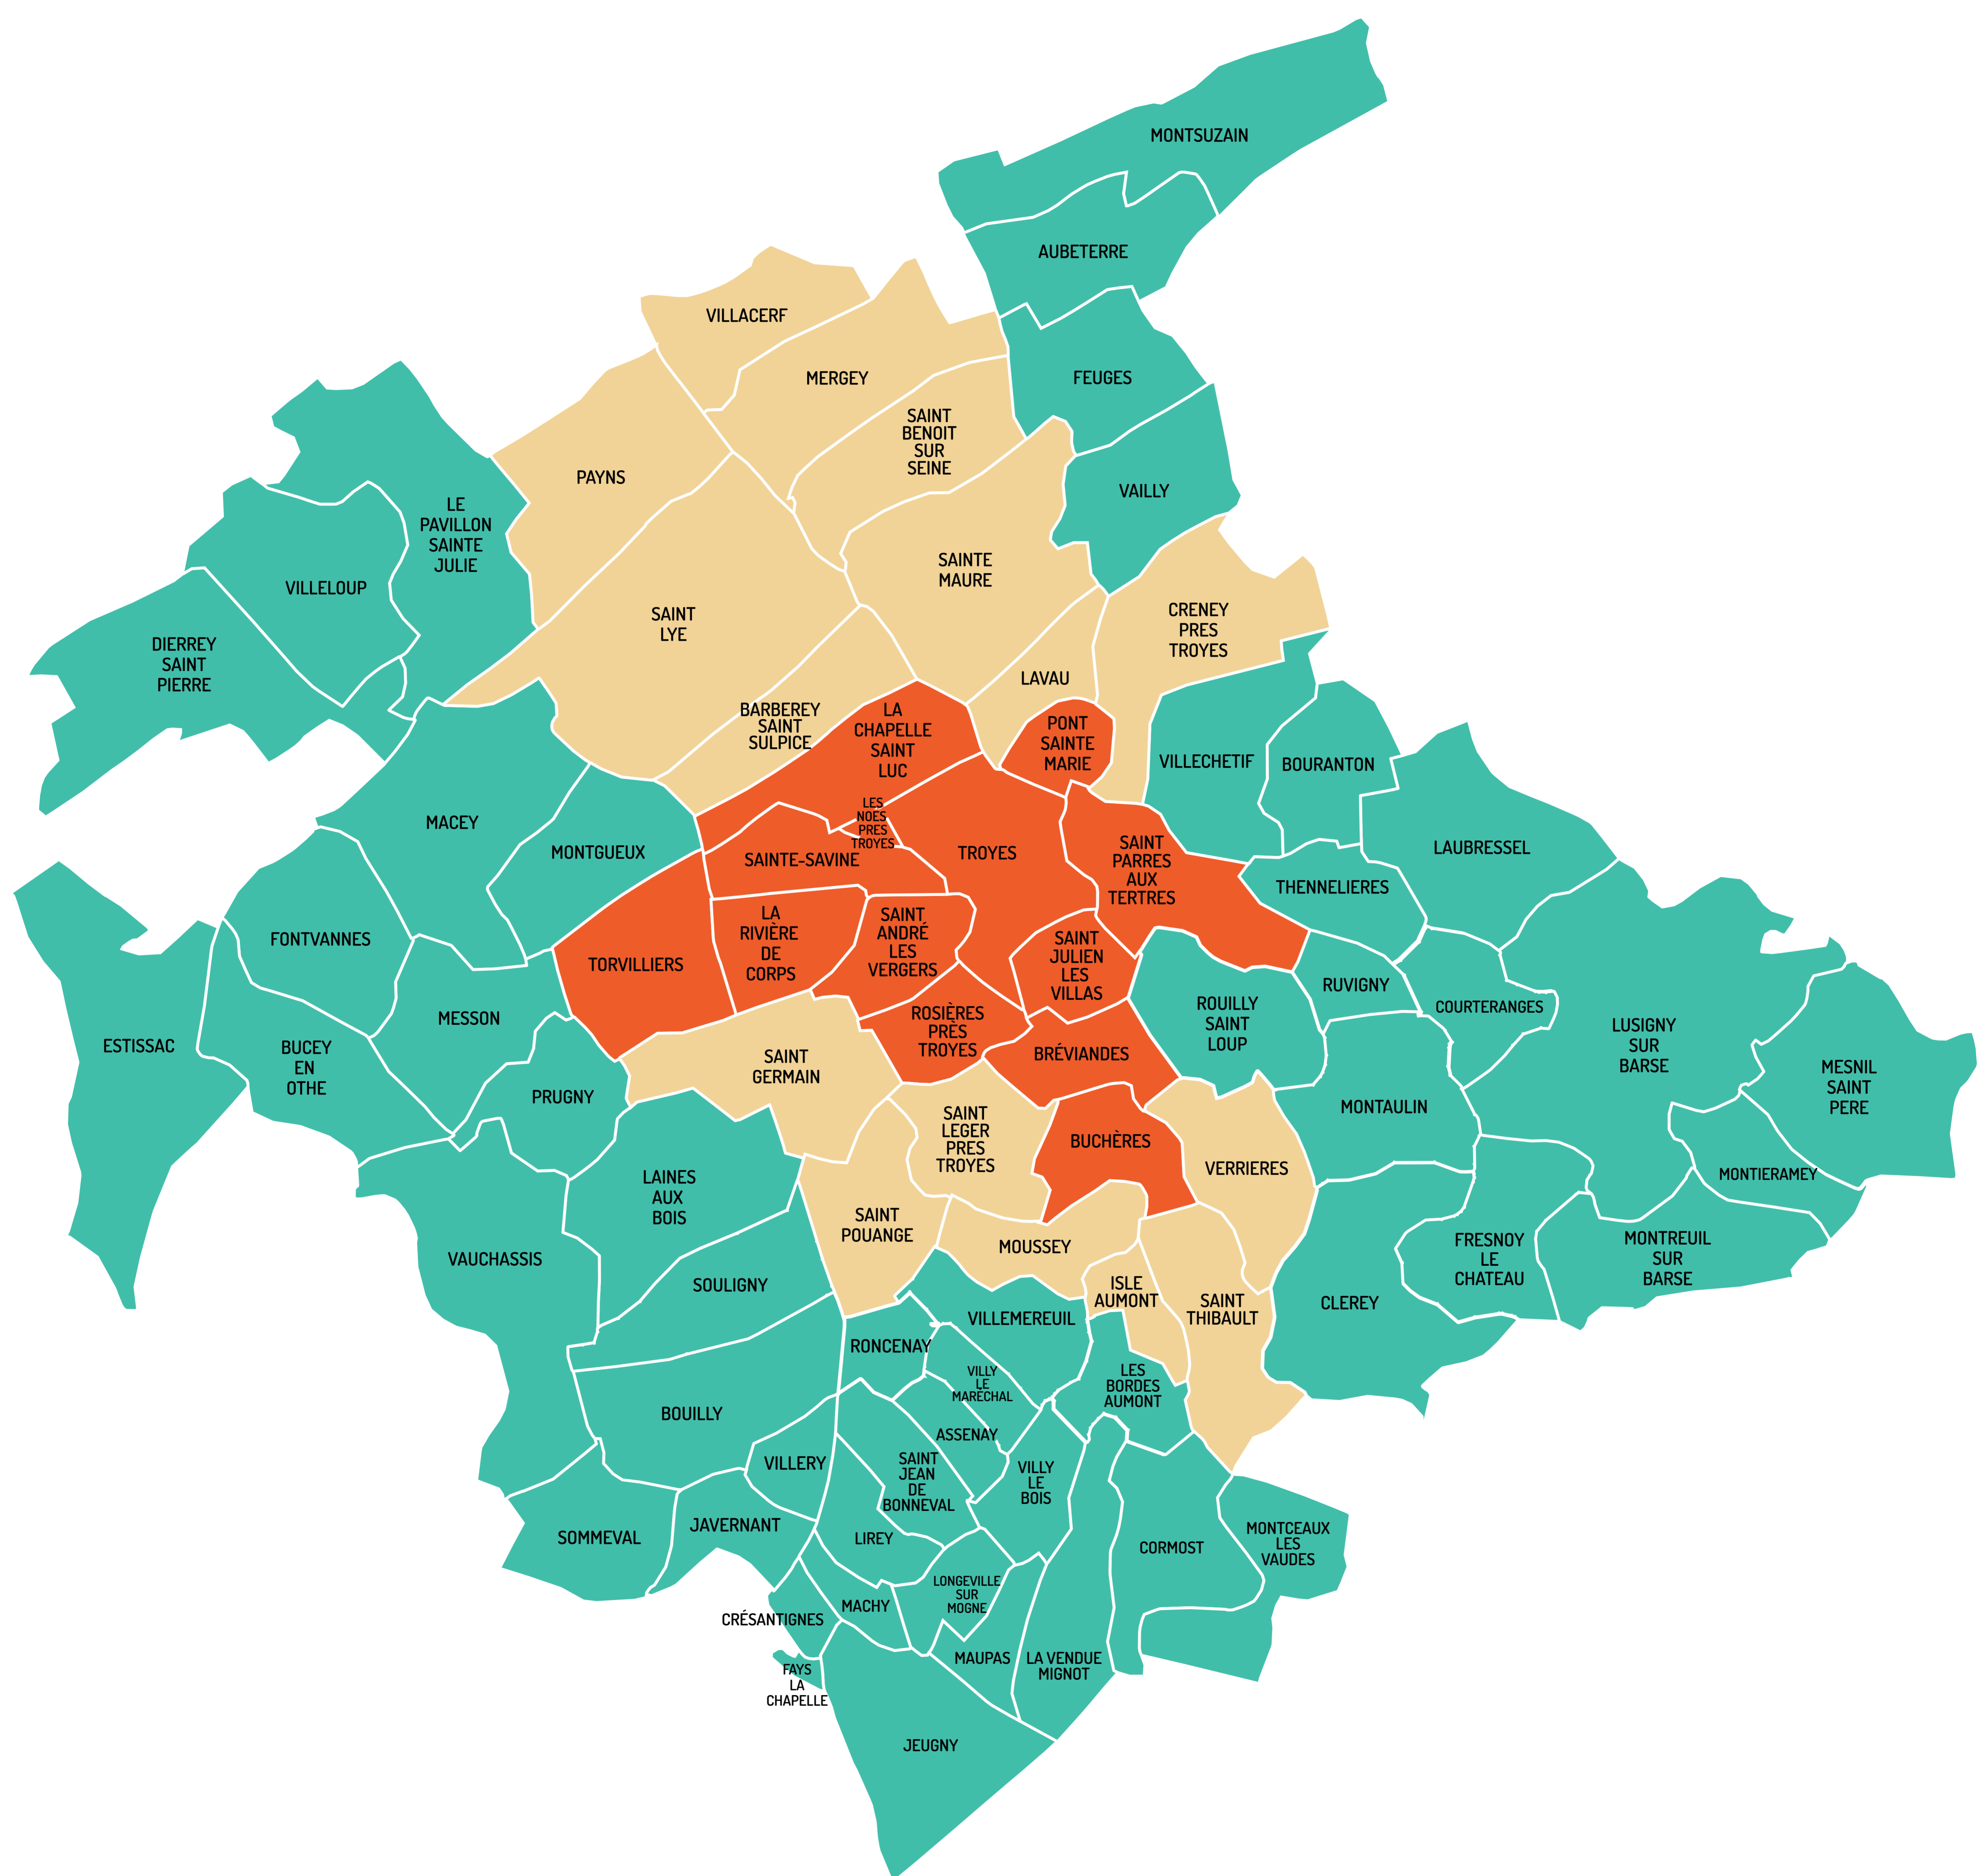 MONTSUZAIN
AUBETERRE
VILLACERF
MERGEY
FEUGES
SAINT
BENOIT
SUR
SEINE
PAYNS
VAILLY
LE
PAVILLON
SAINTE
JULIE
SAINTE
MAURE
VILLELOUP
SAINT
LYE
CRENEY
PRES
TROYES
DIERREY
SAINT
PIERRE
LAVAU
BARBEREY
SAINT
SULPICE
LA
CHAPELLE
SAINT
LUC
PONT
SAINTE
MARIE
VILLECHETIF
BOURANTON
MACEY
MONTGUEUX
LES
NOES
PRES
TROYES
SAINTE-SAVINE
TROYES
SAINT
PARRES
AUX
TERTRES
LAUBRESSEL
THENNELIERES
FONTVANNES
TORVILLIERS
LA
RIVIÈRE
DE
CORPS
SAINT
ANDRÉ
LES
VERGERS
SAINT
JULIEN
LES
VILLAS
RUVIGNY
COURTERANGES
MESSON
ROSIÈRES
PRÈS
TROYES
ROUILLY
SAINT
LOUP
LUSIGNY
SUR
BARSE
ESTISSAC
BUCEY
EN
OTHE
SAINT
GERMAIN
BRÉVIANDES
MESNIL
SAINT
PERE
PRUGNY
MONTAULIN
SAINT
LEGER
PRES
TROYES
BUCHÈRES
VERRIERES
MONTIERAMEY
LAINES
AUX
BOIS
SAINT
POUANGE
MOUSSEY
VAUCHASSIS
FRESNOY
LE
CHATEAU
MONTREUIL
SUR
BARSE
SOULIGNY
ISLE
AUMONT
SAINT
THIBAULT
CLEREY
VILLEMEREUIL
RONCENAY
VILLY
LE
MARECHAL
LES
BORDES
AUMONT
BOUILLY
ASSENAY
VILLERY
SAINT
JEAN
DE
BONNEVAL
VILLY
LE
BOIS
SOMMEVAL
JAVERNANT
LIREY
CORMOST
MONTCEAUX
LES
VAUDES
LONGEVILLE
SUR
MOGNE
CRÉSANTIGNES
MACHY
MAUPAS
LA VENDUE
MIGNOT
FAYS
LA
CHAPELLE
JEUGNY